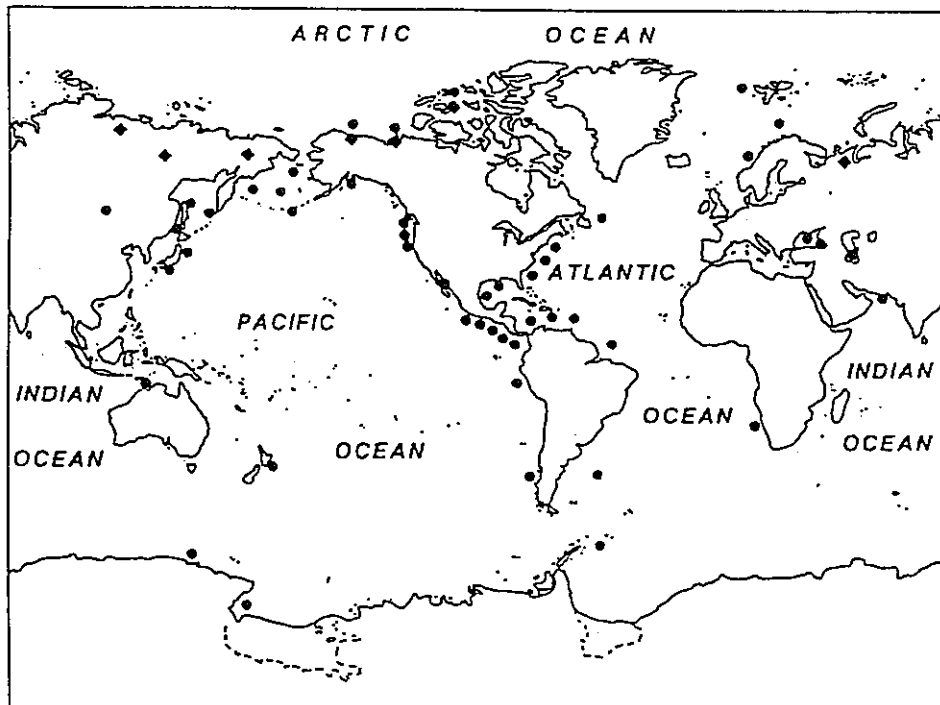 ARCTIC OCEAN
ATLANTIC
PACIFIC
INDIAN INDIAN
OCEAN
OCEAN
OCEAN OCEAN